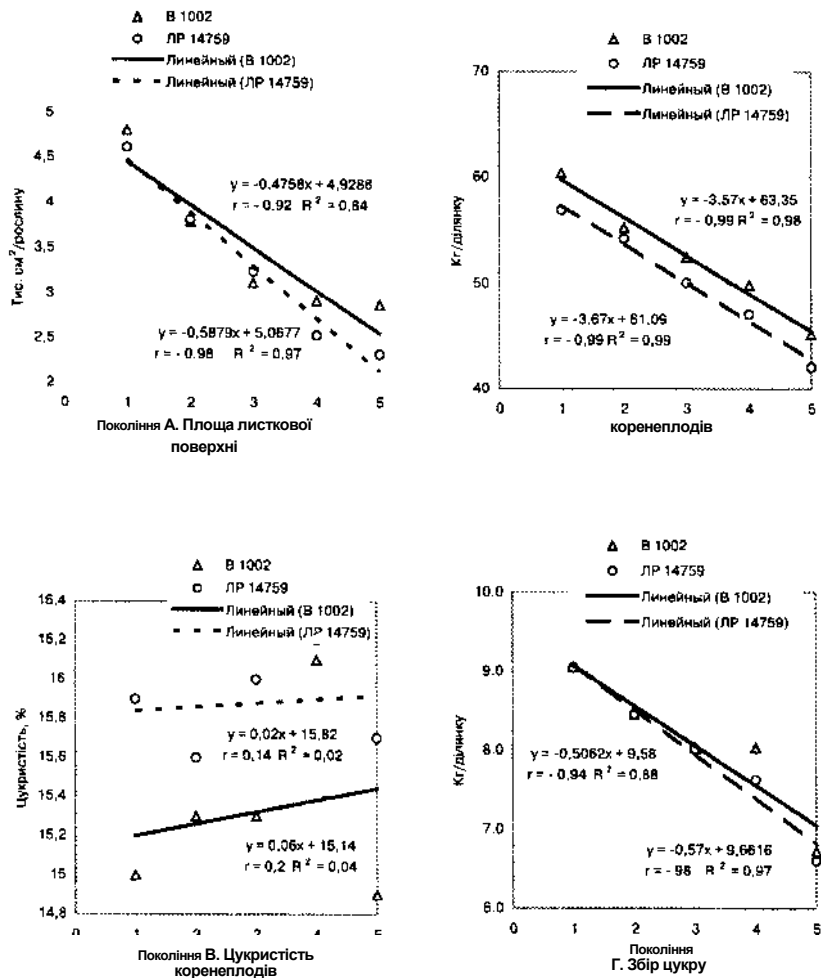 В 1002
ЛР 14759
Линейный (В 1002)
Линейный (ЛР 14759)
Тис. см²/рослину
5
4,5
4
3,5
3
2,5
2
y = -0.4758x + 4,9286
r = -0.92 R² = 0,84
y = -0,5879x + 5,0677
r = - 0.98 R² = 0,97
0 1 2 3 4 5
Покоління А. Площа листкової
поверхні
В 1002
ЛР 14759
Линейный (В 1002)
Линейный (ЛР 14759)
Кг/ділянку
70
60
50
40
y = -3.57x + 63,35
r = - 0,99 R² = 0,98
y = -3.67x + 61,09
r = -0,99 R² = 0,99
0 1 2 3 4 5
коренеплодів
В 1002
ЛР 14759
Линейный (В 1002)
Линейный (ЛР 14759)
Цукристість, %
16,4
16
15,8
15,6
15,4
15,2
15
14,8
y = 0,02x + 15,82
r = 0,14 R² = 0,02
y = 0,06x + 15,14
r = 0,2 R² = 0,04
0 1 2 3 4 5
Покоління В. Цукристість
коренеплодів
В 1002
ЛР 14759
Линейный (В 1002)
Линейный (ЛР 14759)
Кг/ділянку
10.0
9.0
8.0
7.0
6.0
y = -0,5062x + 9,58
r = - 0,94 R² = 0,88
y = -0,57x + 9,6616
r = - 98 R² = 0,97
0 1 2 3 4 5
Покоління
Г. Збір цукру